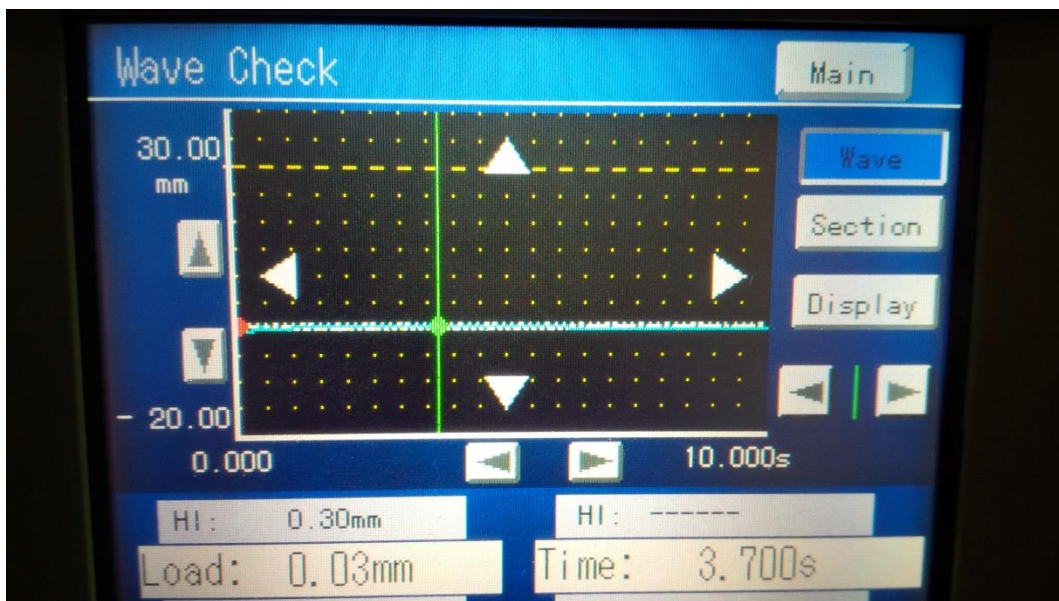 Wave Check
Main
30.00
mm
Wave
Section
Display
- 20.00
0.000
10.000s
HI: 0.30mm
HI: ------
Load: 0.03mm
Time: 3.700s